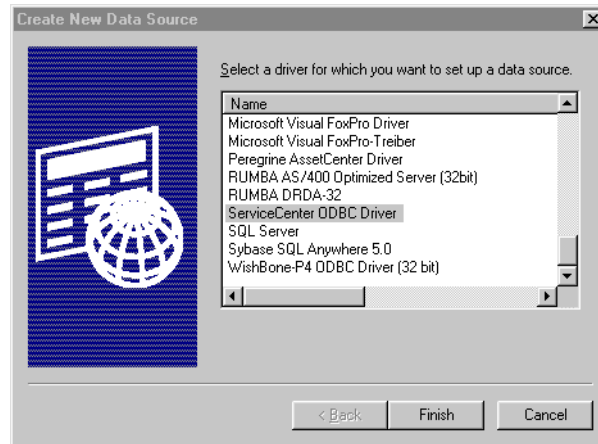 Create New Data Source
Select a driver for which you want to set up a data source.
Name
Microsoft Visual FoxPro Driver
Microsoft Visual FoxPro-Treiber
Peregrine AssetCenter Driver
RUMBA AS/400 Optimized Server (32bit)
RUMBA DRDA-32
ServiceCenter ODBC Driver
SQL Server
Sybase SQL Anywhere 5.0
WishBone-P4 ODBC Driver (32 bit)
< Back Finish Cancel